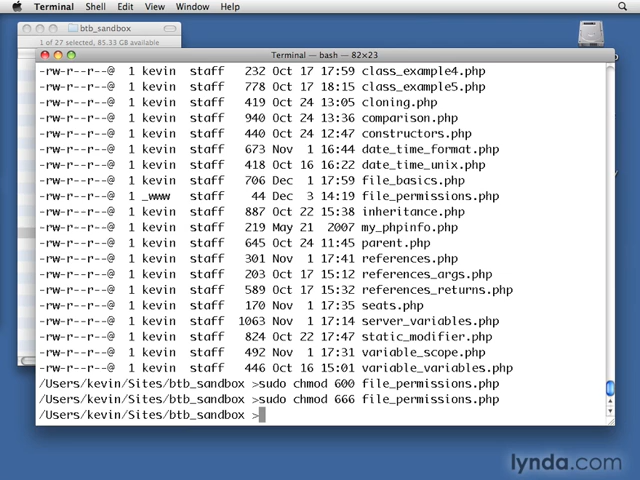 Terminal Shell Edit View Window Help
btb_sandbox
1 of 27 selected, 85.33 GB available
Terminal — bash — 82×23
-rw-r--r--@ 1 kevin staff 232 Oct 17 17:59 class_example4.php
-rw-r--r--@ 1 kevin staff 778 Oct 17 18:15 class_example5.php
-rw-r--r--@ 1 kevin staff 419 Oct 24 13:05 cloning.php
-rw-r--r--@ 1 kevin staff 940 Oct 24 13:36 comparison.php
-rw-r--r--@ 1 kevin staff 440 Oct 24 12:47 constructors.php
-rw-r--r--@ 1 kevin staff 673 Nov 1 16:44 date_time_format.php
-rw-r--r--@ 1 kevin staff 418 Oct 16 16:22 date_time_unix.php
-rw-r--r--@ 1 kevin staff 706 Dec 1 17:59 file_basics.php
-rw-r--r--@ 1 _www staff 44 Dec 3 14:19 file_permissions.php
-rw-r--r--@ 1 kevin staff 887 Oct 22 15:38 inheritance.php
-rw-r--r--@ 1 kevin staff 219 May 21 2007 my_phpinfo.php
-rw-r--r--@ 1 kevin staff 645 Oct 24 11:45 parent.php
-rw-r--r--@ 1 kevin staff 301 Nov 1 17:41 references.php
-rw-r--r--@ 1 kevin staff 203 Oct 17 15:12 references_args.php
-rw-r--r--@ 1 kevin staff 589 Oct 17 15:32 references_returns.php
-rw-r--r--@ 1 kevin staff 170 Nov 1 17:35 seats.php
-rw-r--r--@ 1 kevin staff 1063 Nov 1 17:14 server_variables.php
-rw-r--r--@ 1 kevin staff 824 Oct 22 17:47 static_modifier.php
-rw-r--r--@ 1 kevin staff 492 Nov 1 17:31 variable_scope.php
-rw-r--r--@ 1 kevin staff 446 Oct 16 15:01 variable_variables.php
/Users/kevin/Sites/btb_sandbox >sudo chmod 600 file_permissions.php
/Users/kevin/Sites/btb_sandbox >sudo chmod 666 file_permissions.php
/Users/kevin/Sites/btb_sandbox >
lynda.com